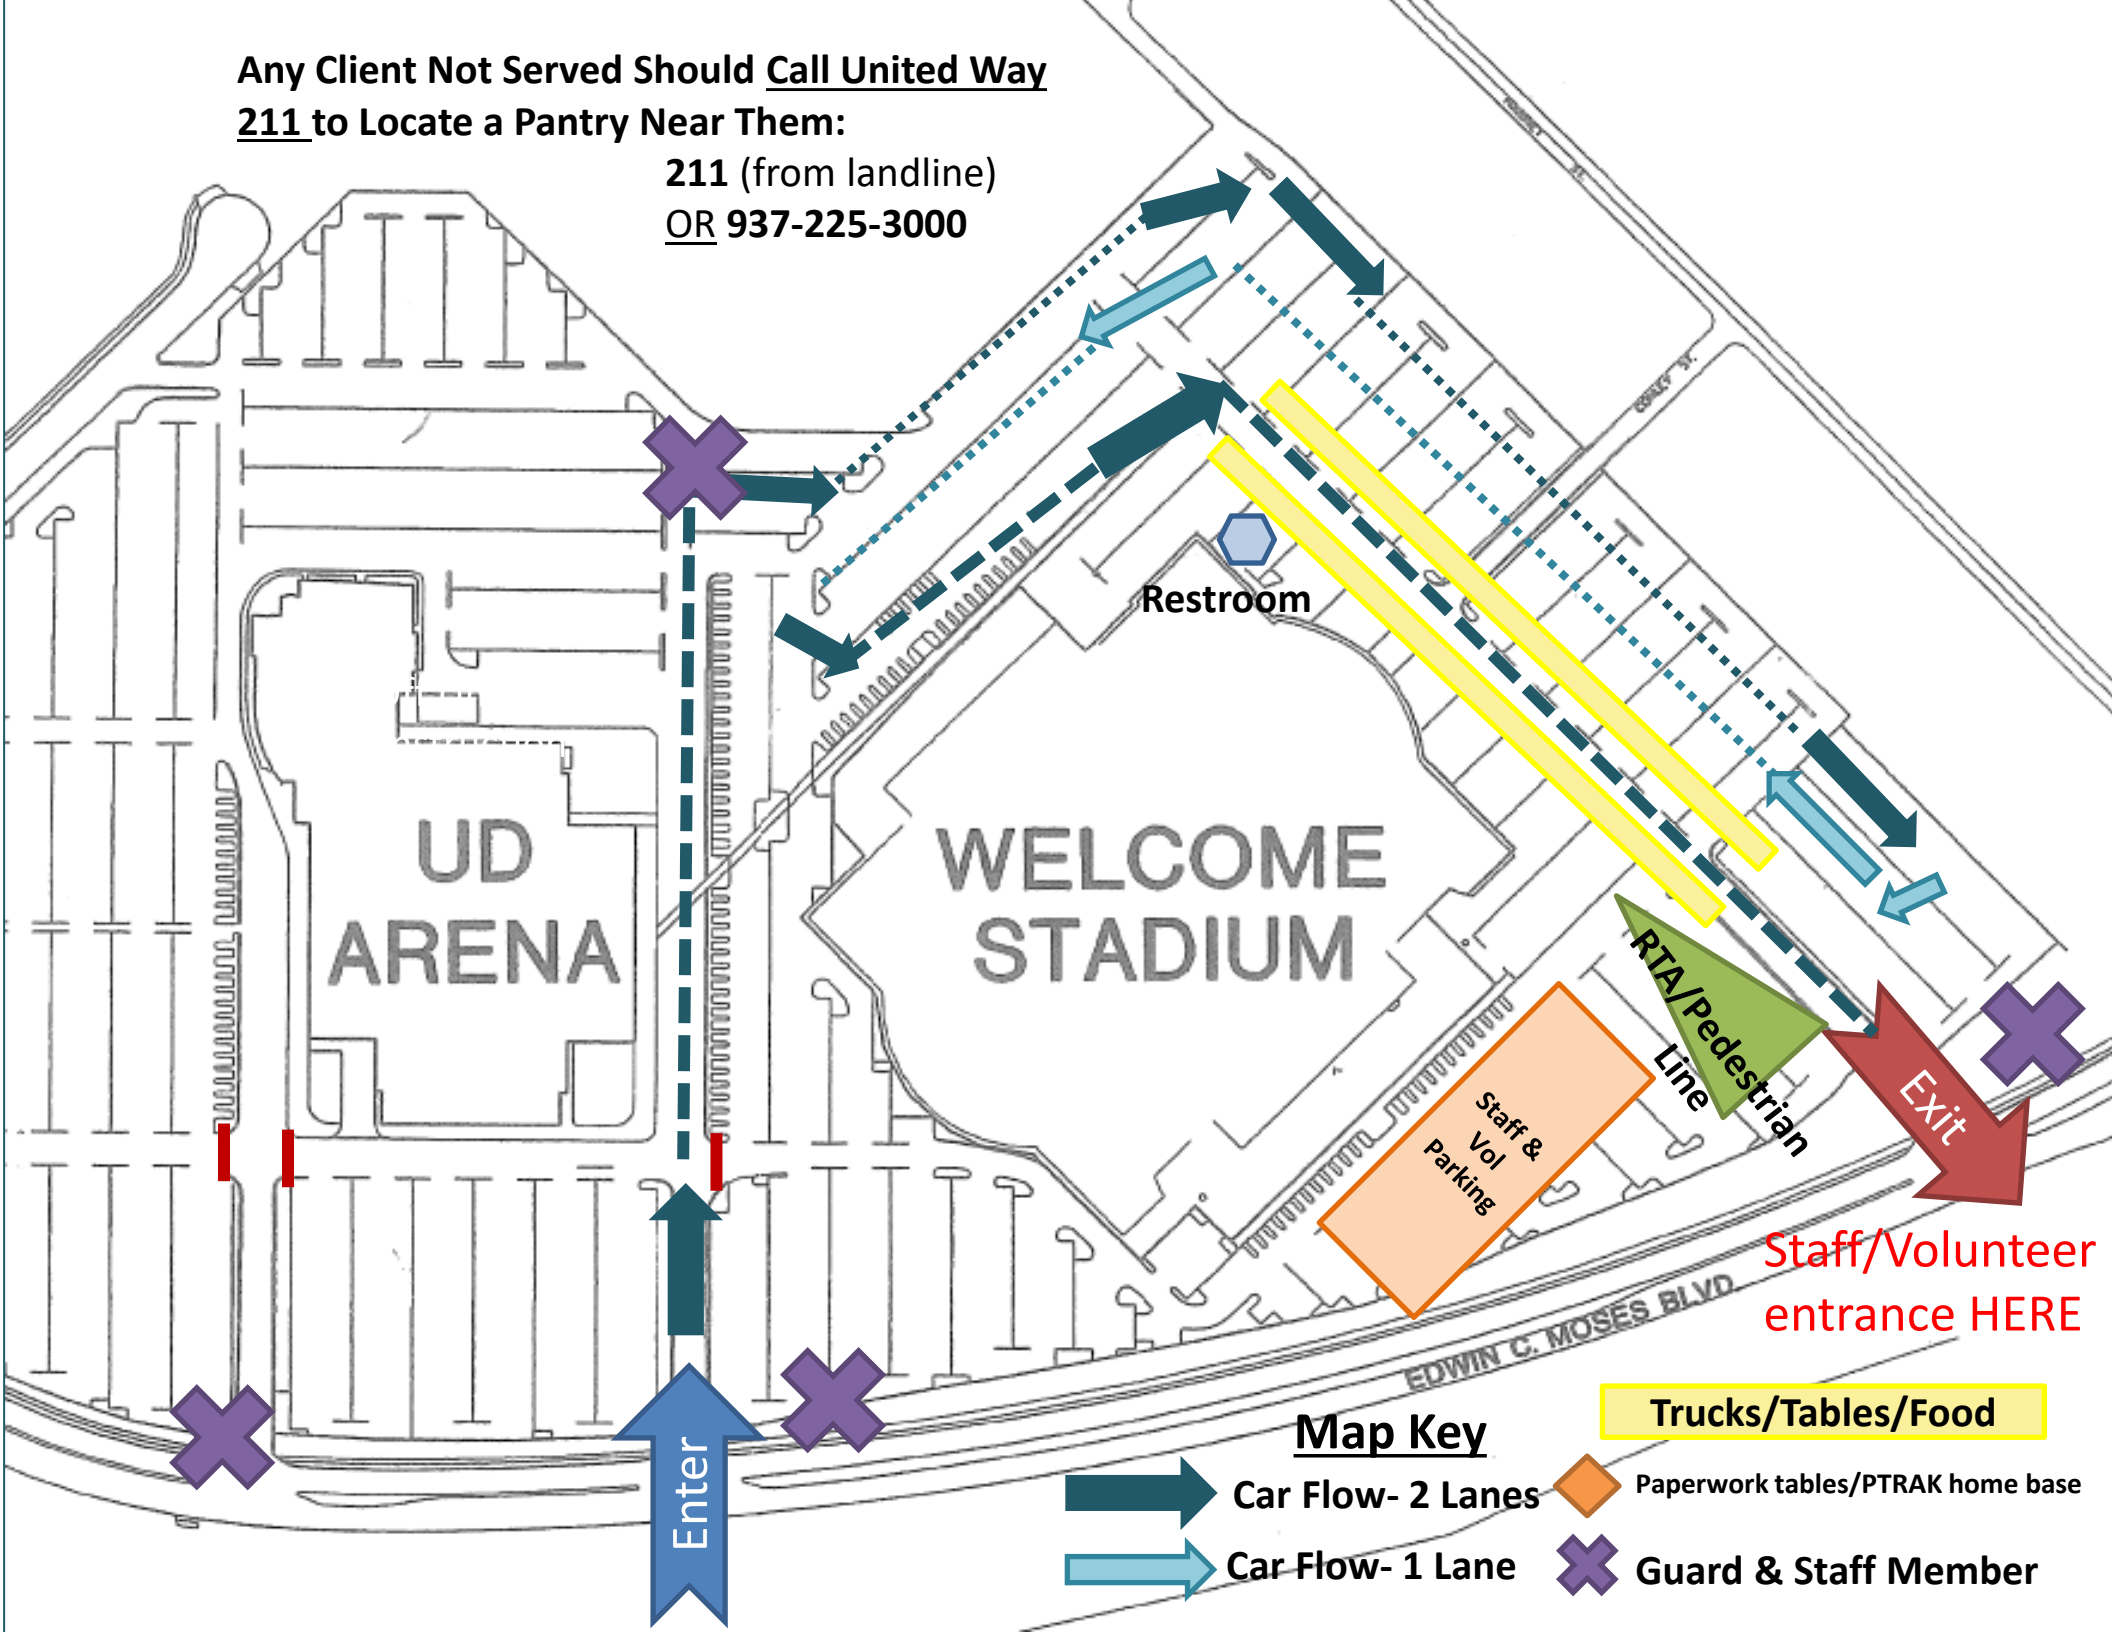 Any Client Not Served Should Call United Way
211 to Locate a Pantry Near Them:
211 (from landline)
OR 937-225-3000
ST.
CONLEY ST.
Restroom
UD
ARENA
WELCOME
STADIUM
RTA/Pedestrian
Line
Staff &
Vol
Parking
Exit
Staff/Volunteer
entrance HERE
EDWIN C. MOSES BLVD.
Enter
Map Key
Trucks/Tables/Food
Car Flow- 2 Lanes
Paperwork tables/PTRAK home base
Car Flow- 1 Lane
Guard & Staff Member